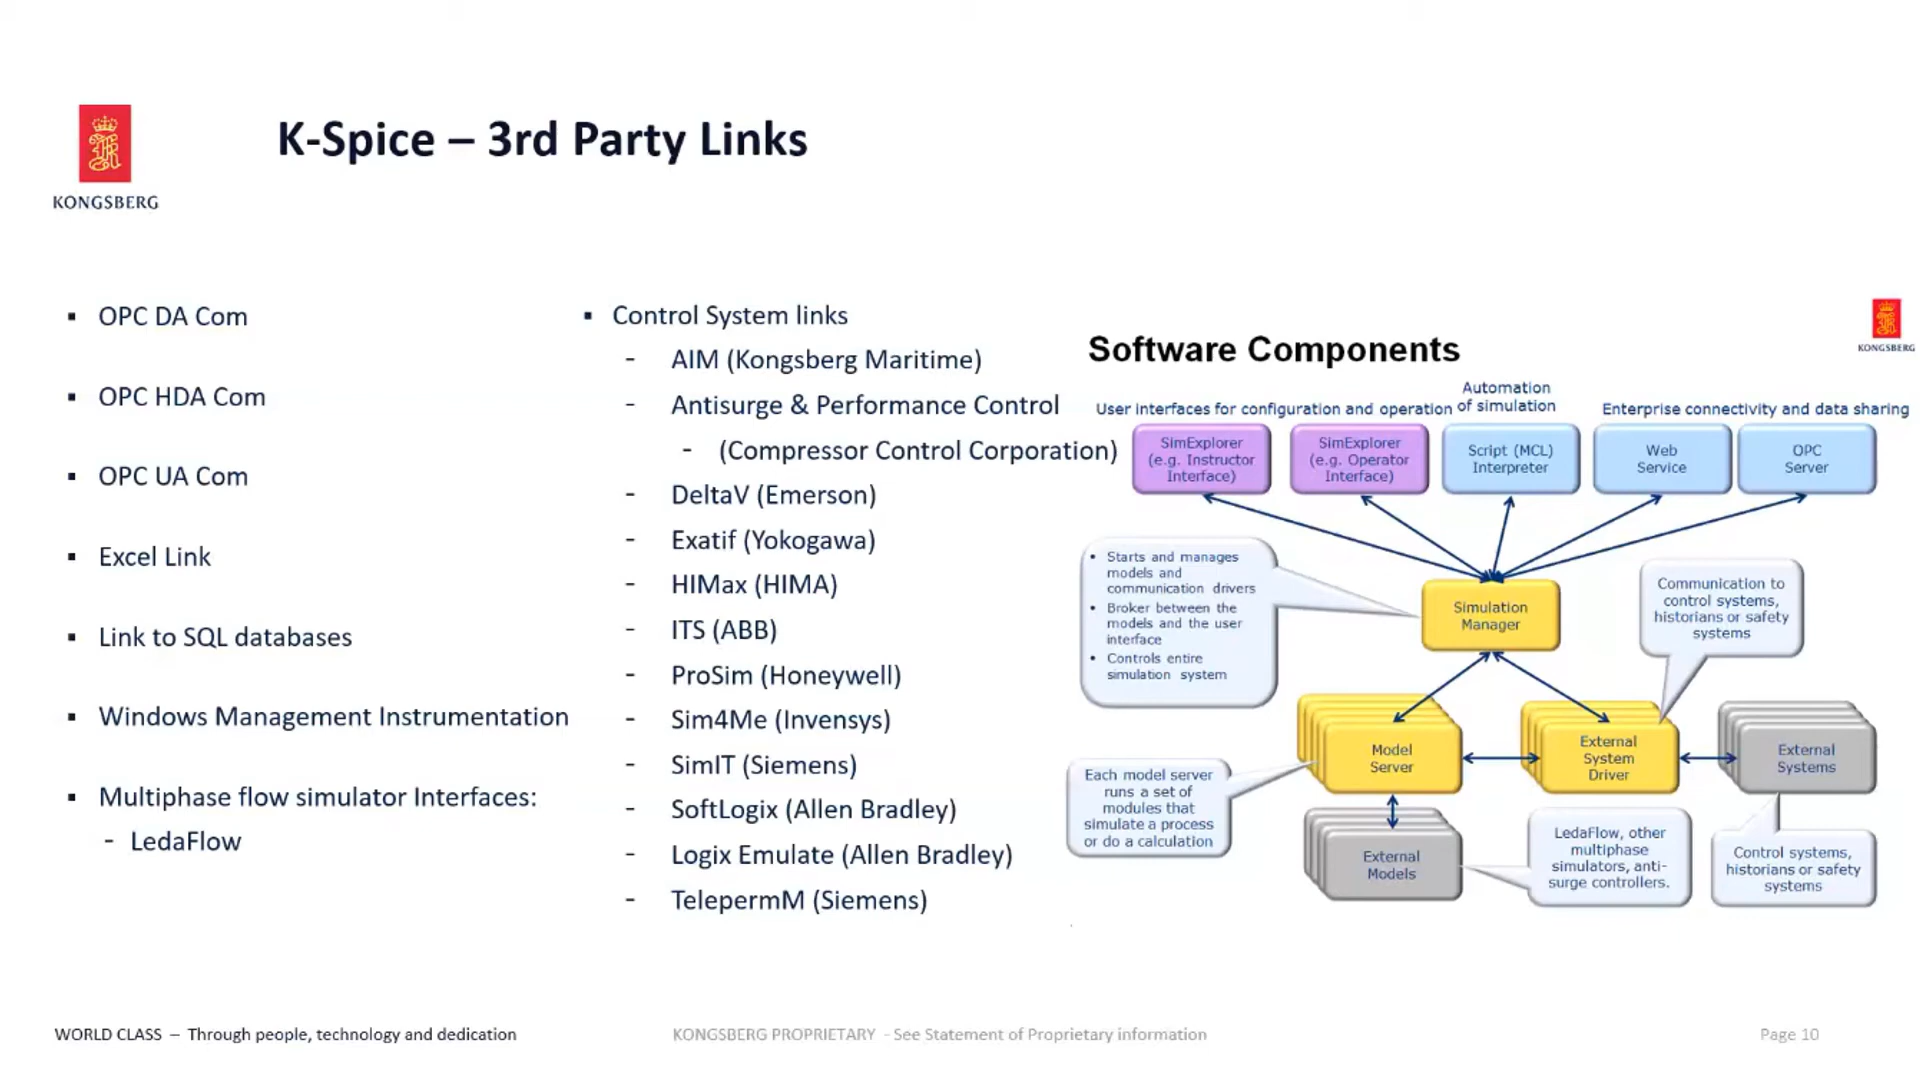 K-Spice – 3rd Party Links
KONGSBERG
▪ OPC DA Com
▪ OPC HDA Com
▪ OPC UA Com
▪ Excel Link
▪ Link to SQL databases
▪ Windows Management Instrumentation
▪ Multiphase flow simulator Interfaces:
- LedaFlow
▪ Control System links
- AIM (Kongsberg Maritime)
- Antisurge & Performance Control
- (Compressor Control Corporation)
- DeltaV (Emerson)
- Exatif (Yokogawa)
- HIMax (HIMA)
- ITS (ABB)
- ProSim (Honeywell)
- Sim4Me (Invensys)
- SimIT (Siemens)
- SoftLogix (Allen Bradley)
- Logix Emulate (Allen Bradley)
- TelepermM (Siemens)
KONGSBERG
Software Components
User interfaces for configuration and operation
Automation
of simulation
Enterprise connectivity and data sharing
SimExplorer
(e.g. Instructor
Interface)
SimExplorer
(e.g. Operator
Interface)
Script (MCL)
Interpreter
Web
Service
OPC
Server
• Starts and manages
models and
communication drivers
• Broker between the
models and the user
interface
• Controls entire
simulation system
Simulation
Manager
Communication to
control systems,
historians or safety
systems
Model
Server
External
System
Driver
External
Systems
Each model server
runs a set of
modules that
simulate a process
or do a calculation
External
Models
LedaFlow, other
multiphase
simulators, anti-
surge controllers.
Control systems,
historians or safety
systems
WORLD CLASS – Through people, technology and dedication
KONGSBERG PROPRIETARY - See Statement of Proprietary information
Page 10